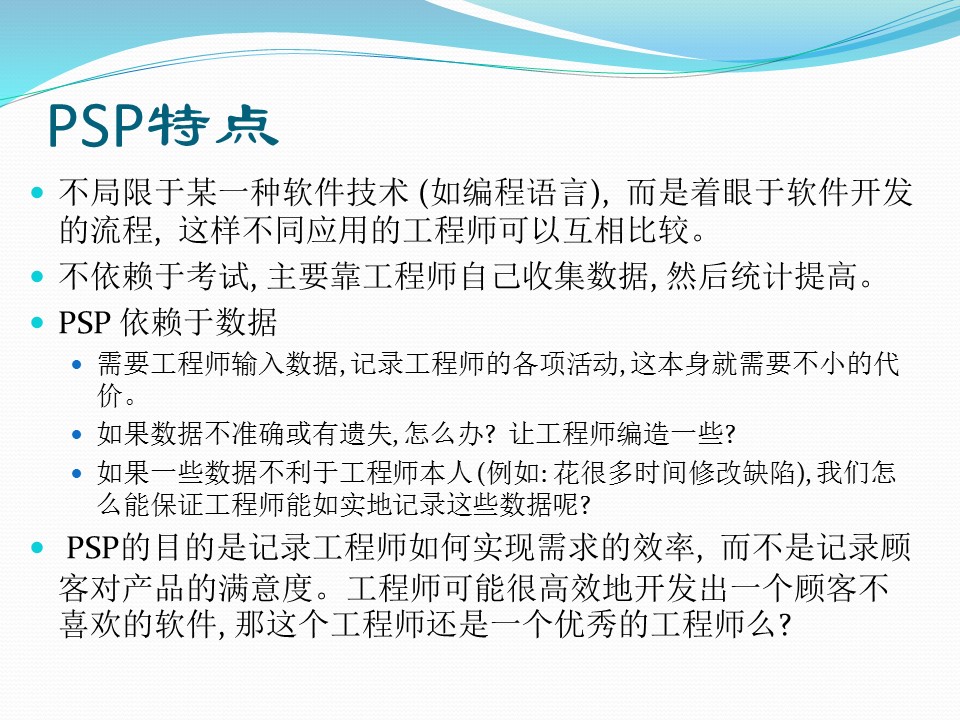 PSP特点
不局限于某一种软件技术 (如编程语言), 而是着眼于软件开发
的流程, 这样不同应用的工程师可以互相比较。
不依赖于考试, 主要靠工程师自己收集数据, 然后统计提高。
PSP 依赖于数据
需要工程师输入数据, 记录工程师的各项活动, 这本身就需要不小的代
价。
如果数据不准确或有遗失, 怎么办? 让工程师编造一些?
如果一些数据不利于工程师本人 (例如: 花很多时间修改缺陷), 我们怎
么能保证工程师能如实地记录这些数据呢?
PSP的目的是记录工程师如何实现需求的效率, 而不是记录顾
客对产品的满意度。工程师可能很高效地开发出一个顾客不
喜欢的软件, 那这个工程师还是一个优秀的工程师么?